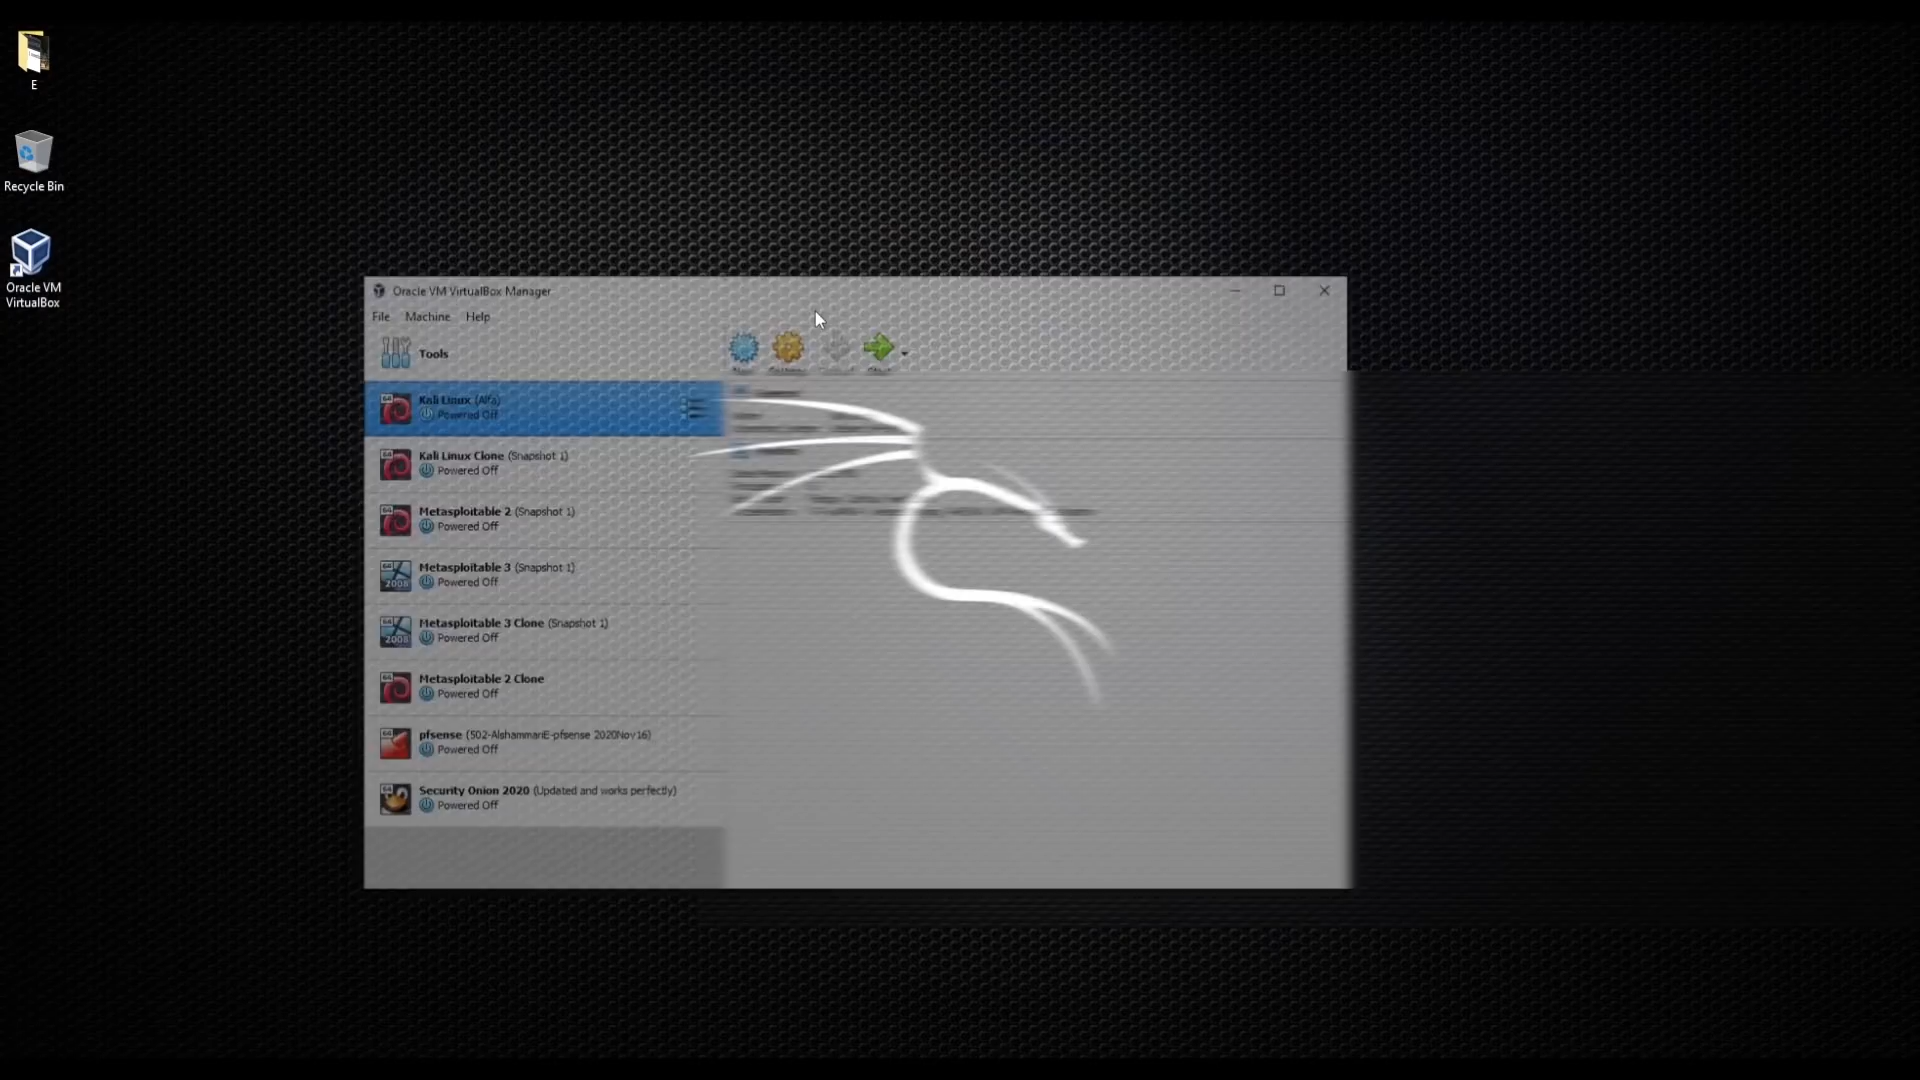 E
Recycle Bin
Oracle VM
VirtualBox
Oracle VM VirtualBox Manager
File Machine Help
Tools
Kali Linux (Alfa)
Powered Off
Kali Linux Clone (Snapshot 1)
Powered Off
Metasploitable 2 (Snapshot 1)
Powered Off
Metasploitable 3 (Snapshot 1)
Powered Off
Metasploitable 3 Clone (Snapshot 1)
Powered Off
Metasploitable 2 Clone
Powered Off
pfsense (502-AlshammariE-pfsense 2020Nov16)
Powered Off
Security Onion 2020 (Updated and works perfectly)
Powered Off